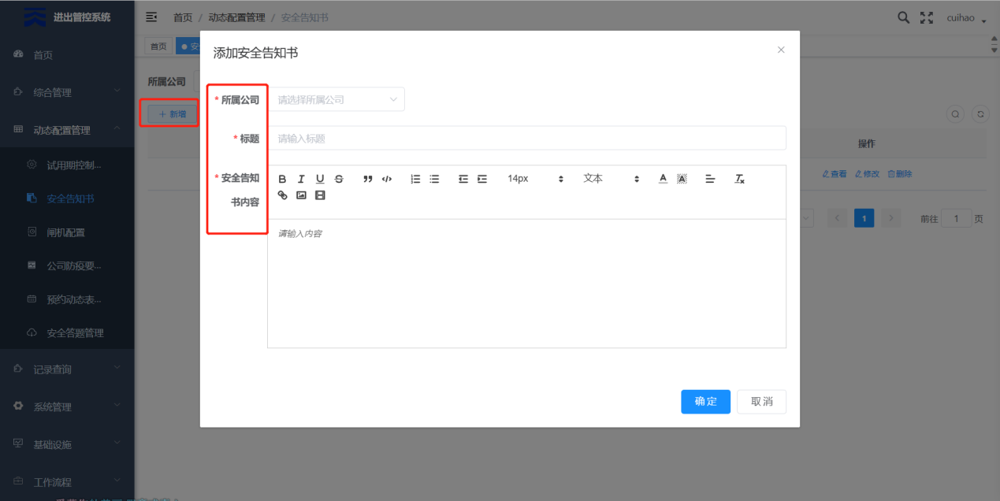 进出管控系统
首页 / 动态配置管理 / 安全告知书
cuihao
首页
安
首页
综合管理
动态配置管理
试用期控制...
安全告知书
闸机配置
公司防疫要...
预约动态表...
安全答题管理
记录查询
系统管理
基础设施
工作流程
所属公司
+ 新增
操作
查看 修改 删除
1
前往 1 页
添加安全告知书
* 所属公司 请选择所属公司
* 标题 请输入标题
* 安全告知
书内容
B I U S 14px 文本 A A
请输入内容
确定 取消